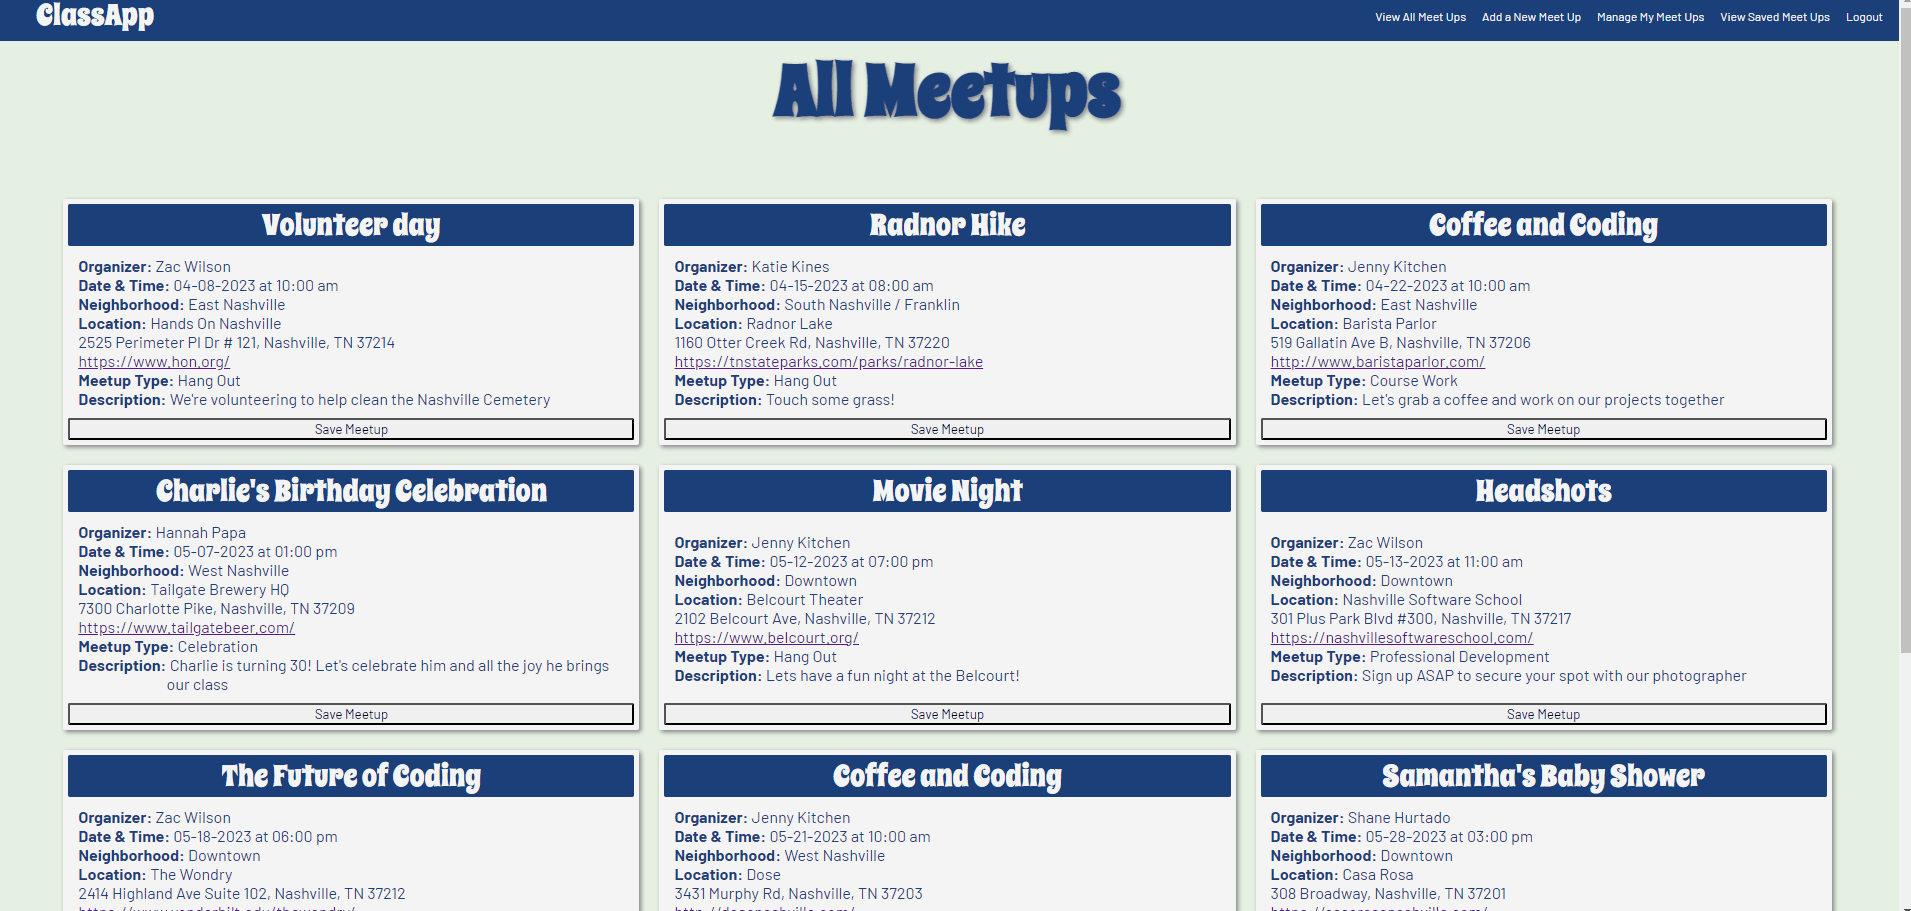 ClassApp
View All Meet Ups Add a New Meet Up Manage My Meet Ups View Saved Meet Ups Logout
All Meetups
Volunteer day
Organizer: Zac Wilson
Date & Time: 04-08-2023 at 10:00 am
Neighborhood: East Nashville
Location: Hands On Nashville
2525 Perimeter Pl Dr # 121, Nashville, TN 37214
https://www.hon.org/
Meetup Type: Hang Out
Description: We're volunteering to help clean the Nashville Cemetery
Save Meetup
Radnor Hike
Organizer: Katie Kines
Date & Time: 04-15-2023 at 08:00 am
Neighborhood: South Nashville / Franklin
Location: Radnor Lake
1160 Otter Creek Rd, Nashville, TN 37220
https://tnstateparks.com/parks/radnor-lake
Meetup Type: Hang Out
Description: Touch some grass!
Save Meetup
Coffee and Coding
Organizer: Jenny Kitchen
Date & Time: 04-22-2023 at 10:00 am
Neighborhood: East Nashville
Location: Barista Parlor
519 Gallatin Ave B, Nashville, TN 37206
http://www.baristaparlor.com/
Meetup Type: Course Work
Description: Let's grab a coffee and work on our projects together
Save Meetup
Charlie's Birthday Celebration
Organizer: Hannah Papa
Date & Time: 05-07-2023 at 01:00 pm
Neighborhood: West Nashville
Location: Tailgate Brewery HQ
7300 Charlotte Pike, Nashville, TN 37209
https://www.tailgatebeer.com/
Meetup Type: Celebration
Description: Charlie is turning 30! Let's celebrate him and all the joy he brings
our class
Save Meetup
Movie Night
Organizer: Jenny Kitchen
Date & Time: 05-12-2023 at 07:00 pm
Neighborhood: Downtown
Location: Belcourt Theater
2102 Belcourt Ave, Nashville, TN 37212
https://www.belcourt.org/
Meetup Type: Hang Out
Description: Lets have a fun night at the Belcourt!
Save Meetup
Headshots
Organizer: Zac Wilson
Date & Time: 05-13-2023 at 11:00 am
Neighborhood: Downtown
Location: Nashville Software School
301 Plus Park Blvd #300, Nashville, TN 37217
https://nashvillesoftwareschool.com/
Meetup Type: Professional Development
Description: Sign up ASAP to secure your spot with our photographer
Save Meetup
The Future of Coding
Organizer: Zac Wilson
Date & Time: 05-18-2023 at 06:00 pm
Neighborhood: Downtown
Location: The Wondry
2414 Highland Ave Suite 102, Nashville, TN 37212
Coffee and Coding
Organizer: Jenny Kitchen
Date & Time: 05-21-2023 at 10:00 am
Neighborhood: West Nashville
Location: Dose
3431 Murphy Rd, Nashville, TN 37203
Samantha's Baby Shower
Organizer: Shane Hurtado
Date & Time: 05-28-2023 at 03:00 pm
Neighborhood: Downtown
Location: Casa Rosa
308 Broadway, Nashville, TN 37201